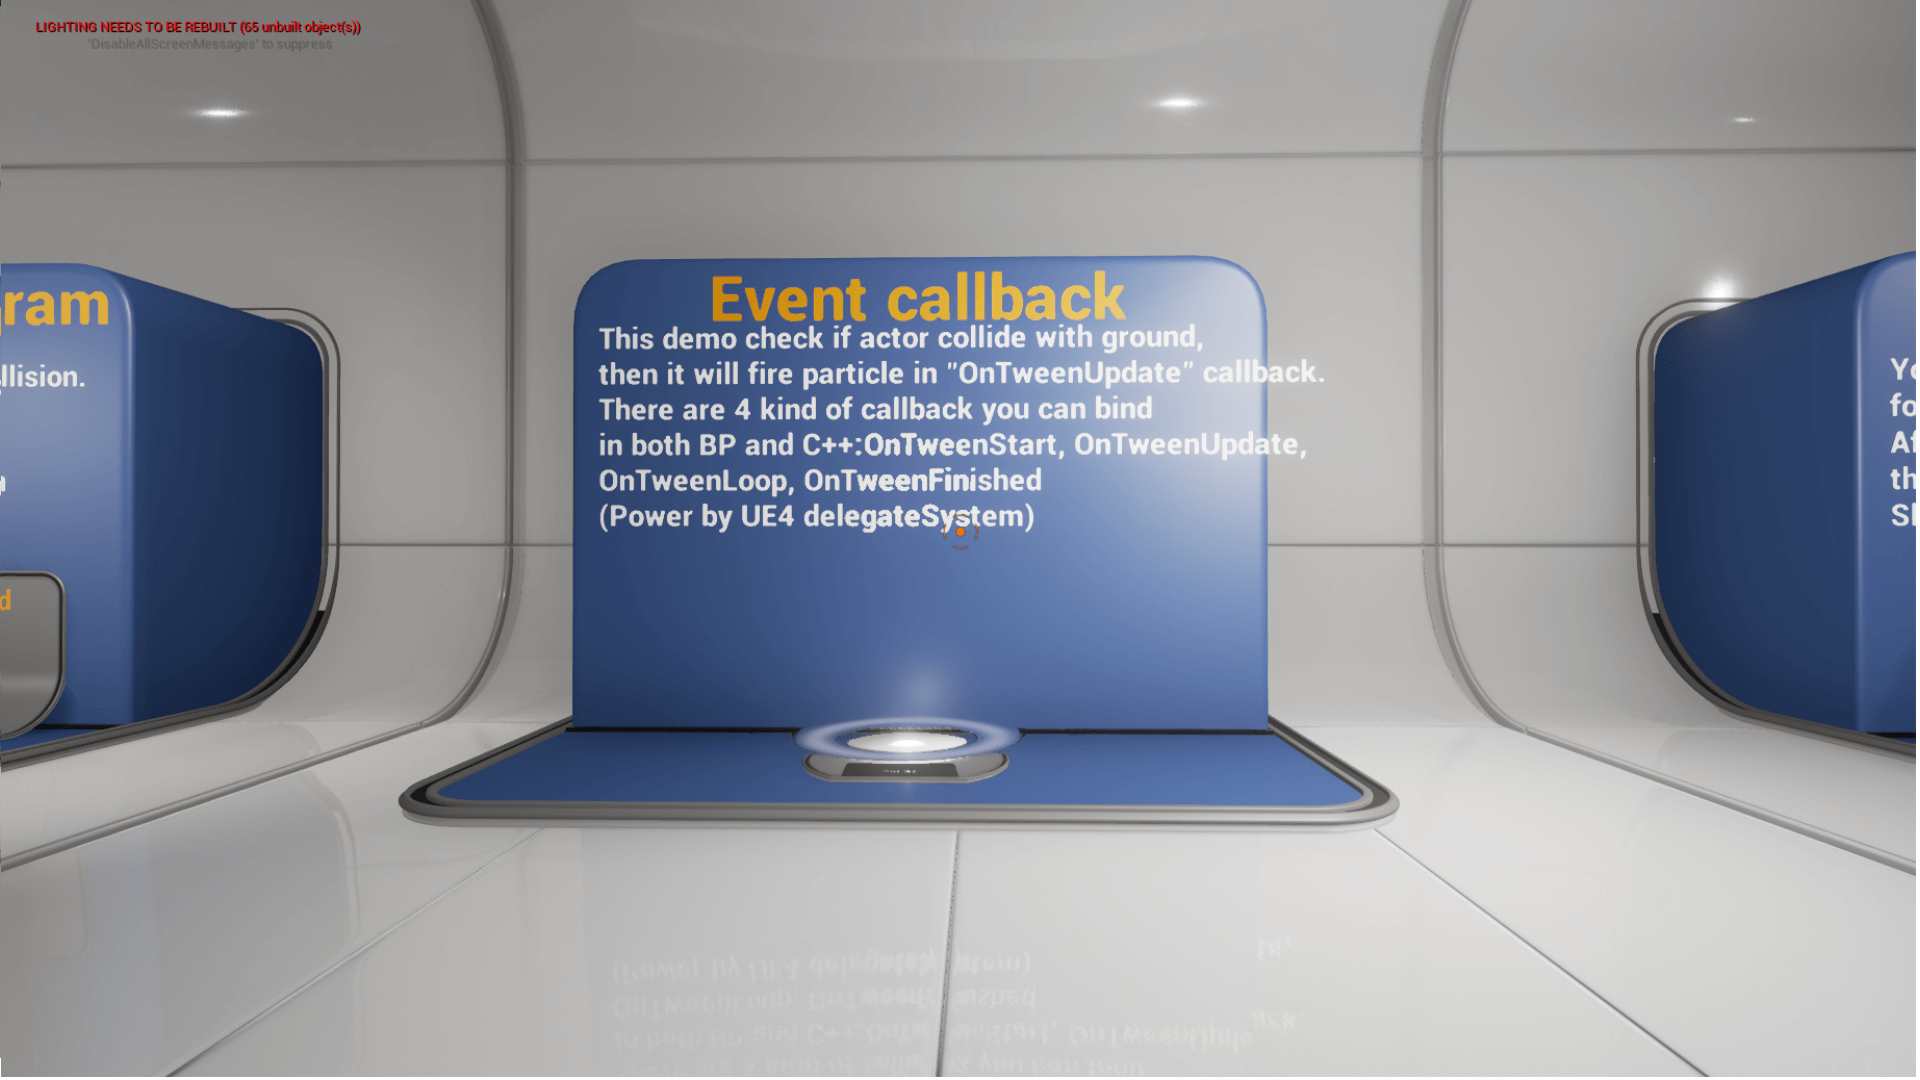 LIGHTING NEEDS TO BE REBUILT (65 unbuilt object(s))
'DisableAllScreenMessages' to suppress
Event callback
This demo check if actor collide with ground,
then it will fire particle in "OnTweenUpdate" callback.
There are 4 kind of callback you can bind
in both BP and C++:OnTweenStart, OnTweenUpdate,
OnTweenLoop, OnTweenFinished
(Power by UE4 delegateSystem)